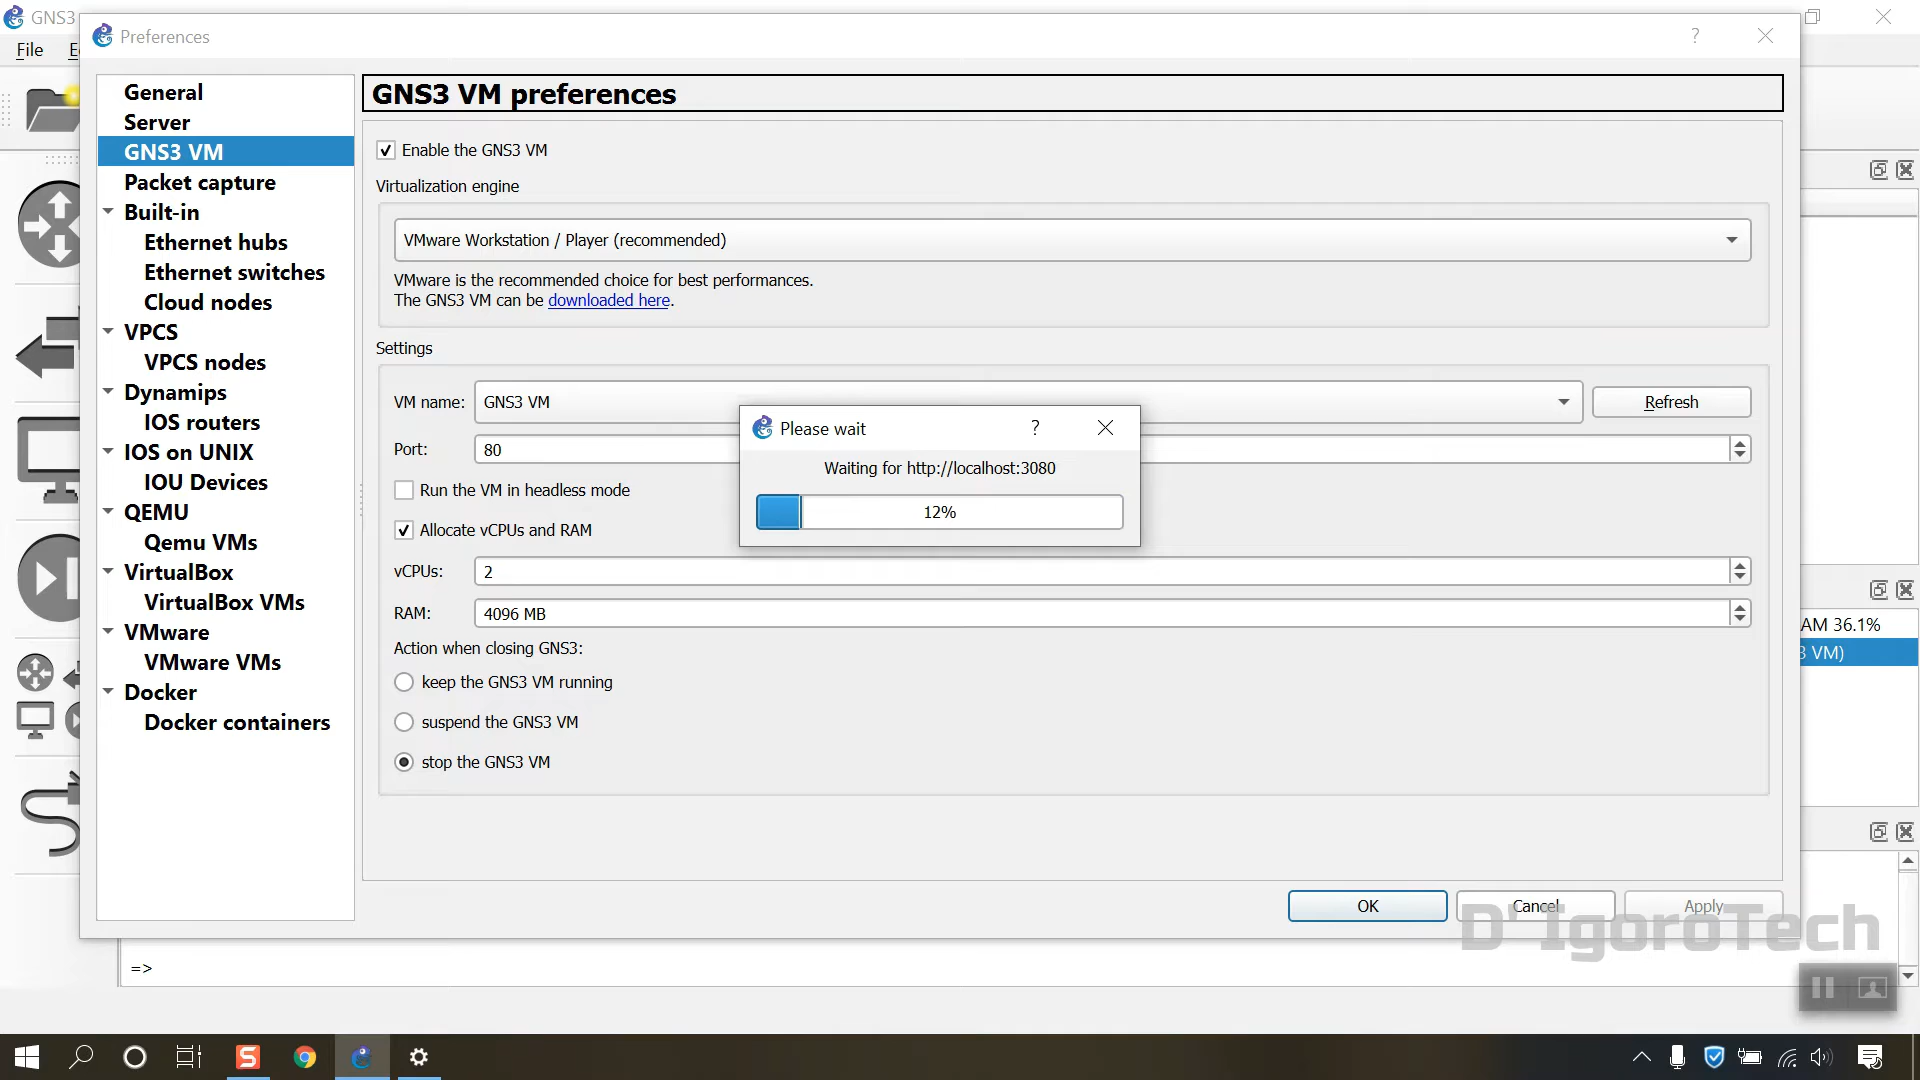 GNS3
Preferences
?
File
General
Server
GNS3 VM
Packet capture
Built-in
Ethernet hubs
Ethernet switches
Cloud nodes
VPCS
VPCS nodes
Dynamips
IOS routers
IOS on UNIX
IOU Devices
QEMU
Qemu VMs
VirtualBox
VirtualBox VMs
VMware
VMware VMs
Docker
Docker containers
GNS3 VM preferences
Enable the GNS3 VM
Virtualization engine
VMware Workstation / Player (recommended)
VMware is the recommended choice for best performances.
The GNS3 VM can be downloaded here.
Settings
VM name: GNS3 VM
Refresh
Port: 80
Run the VM in headless mode
Allocate vCPUs and RAM
vCPUs: 2
RAM: 4096 MB
Action when closing GNS3:
keep the GNS3 VM running
suspend the GNS3 VM
stop the GNS3 VM
Please wait
?
Waiting for http://localhost:3080
12%
AM 36.1%
3 VM)
OK
Cancel
Apply
D' IgoroTech
=>